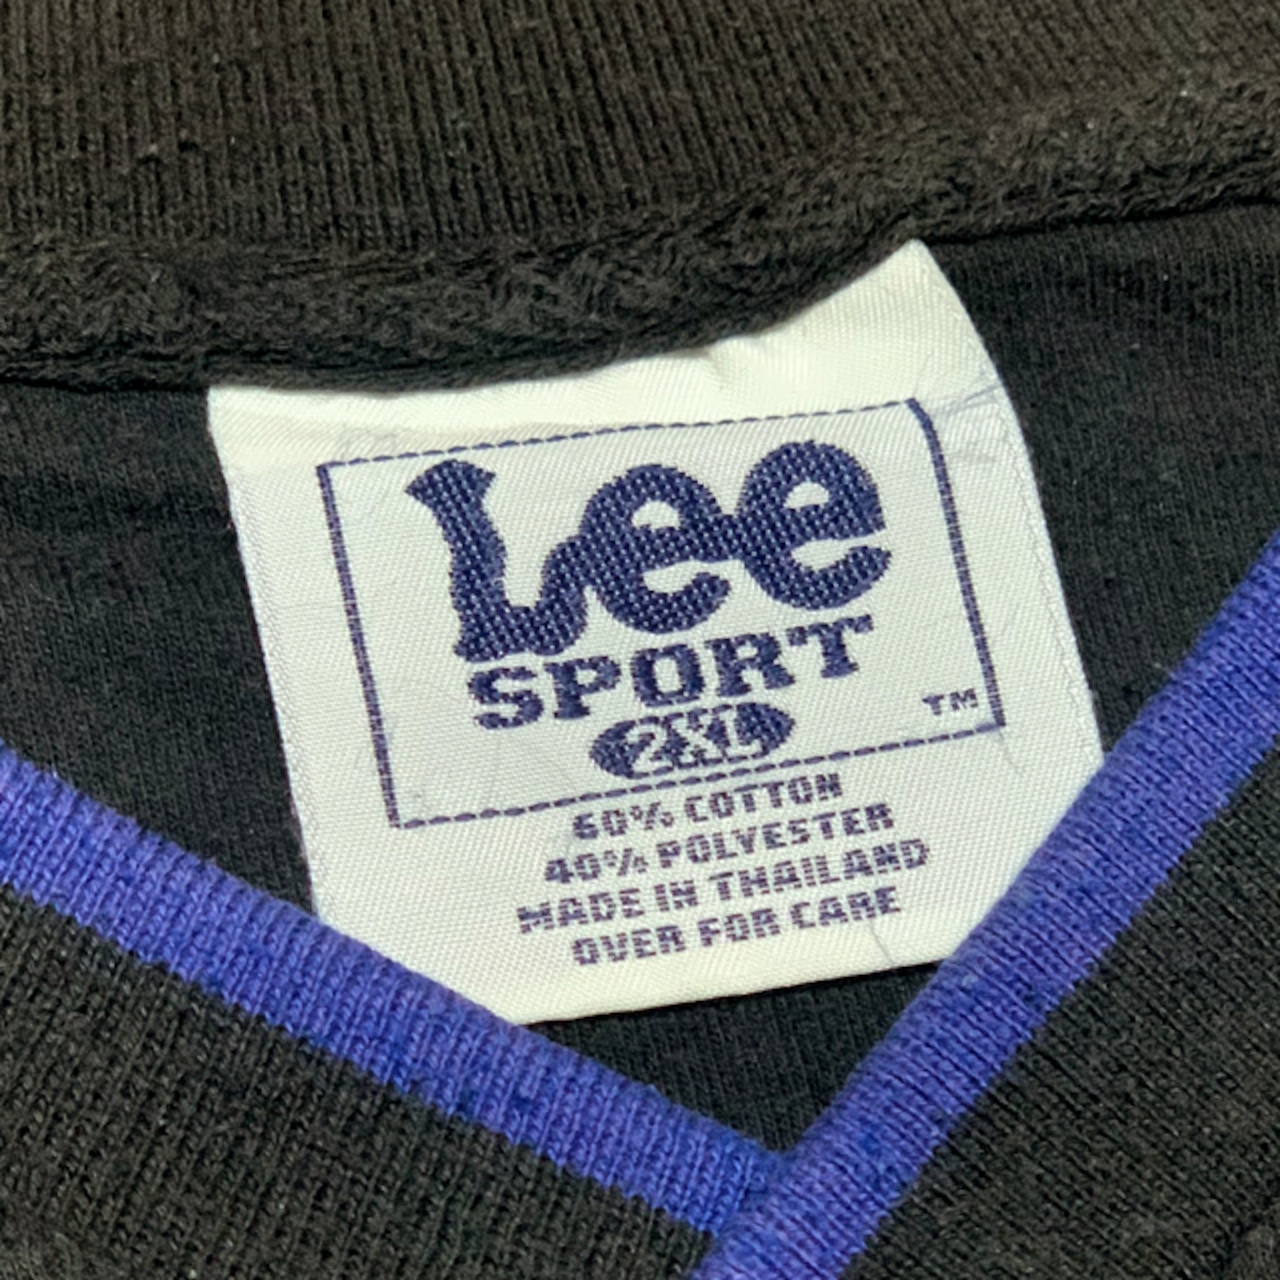 Lee
SPORT
2XL
TM
60% COTTON
40% POLYESTER
MADE IN THAILAND
OVER FOR CARE